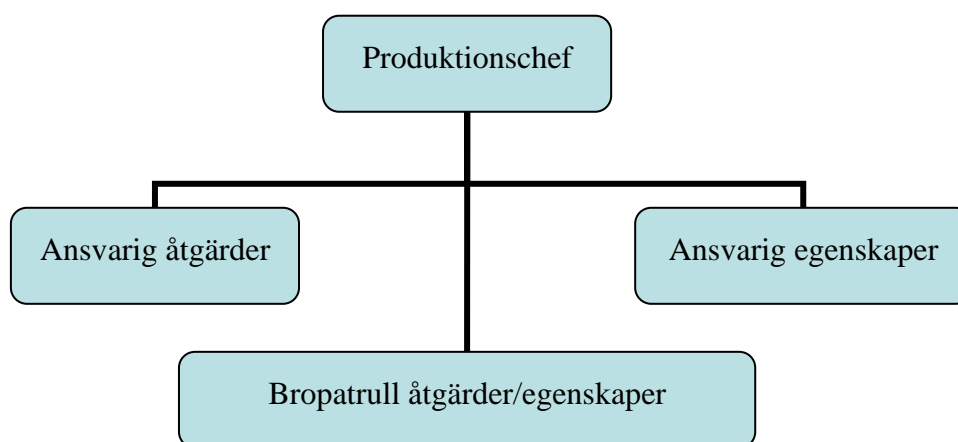 Produktionschef
Ansvarig åtgärder
Ansvarig egenskaper
Bropatrull åtgärder/egenskaper